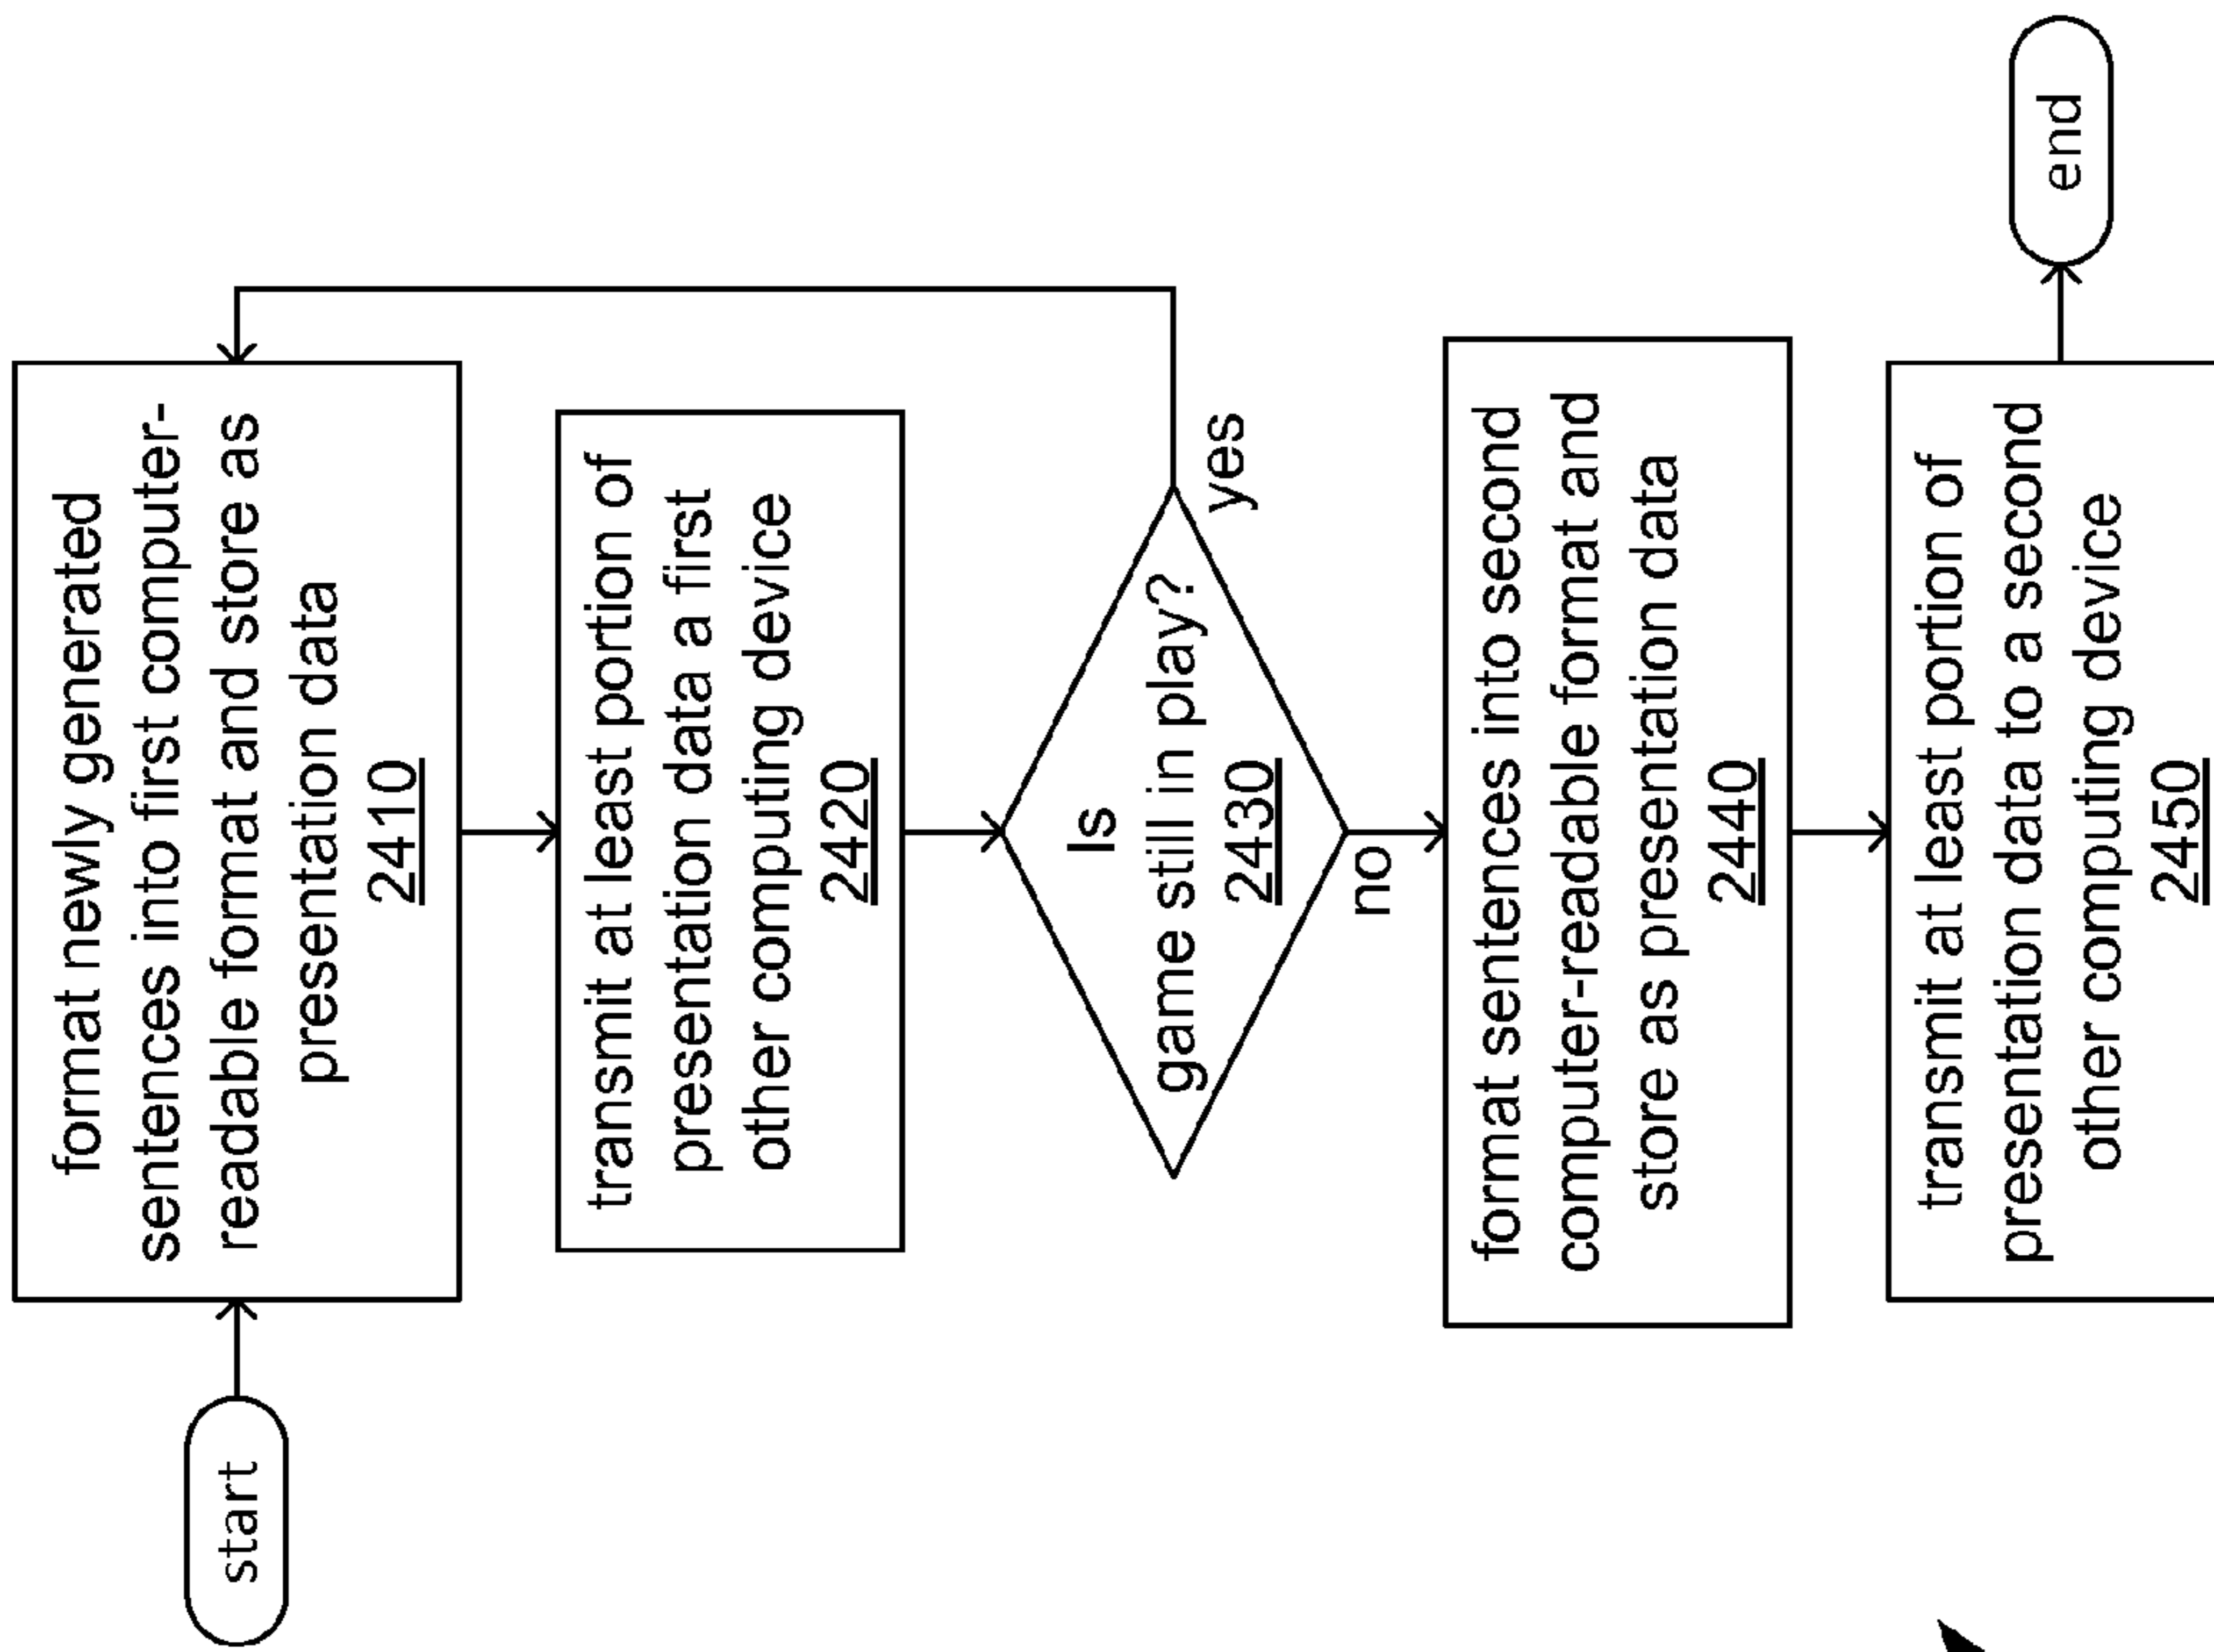 start
format newly generated
sentences into first computer-
readable format and store as
presentation data
2410
transmit at least portion of
presentation data a first
other computing device
2420
Is
game still in play?
2430
yes
no
format sentences into second
computer-readable format and
store as presentation data
2440
transmit at least portion of
presentation data to a second
other computing device
2450
end